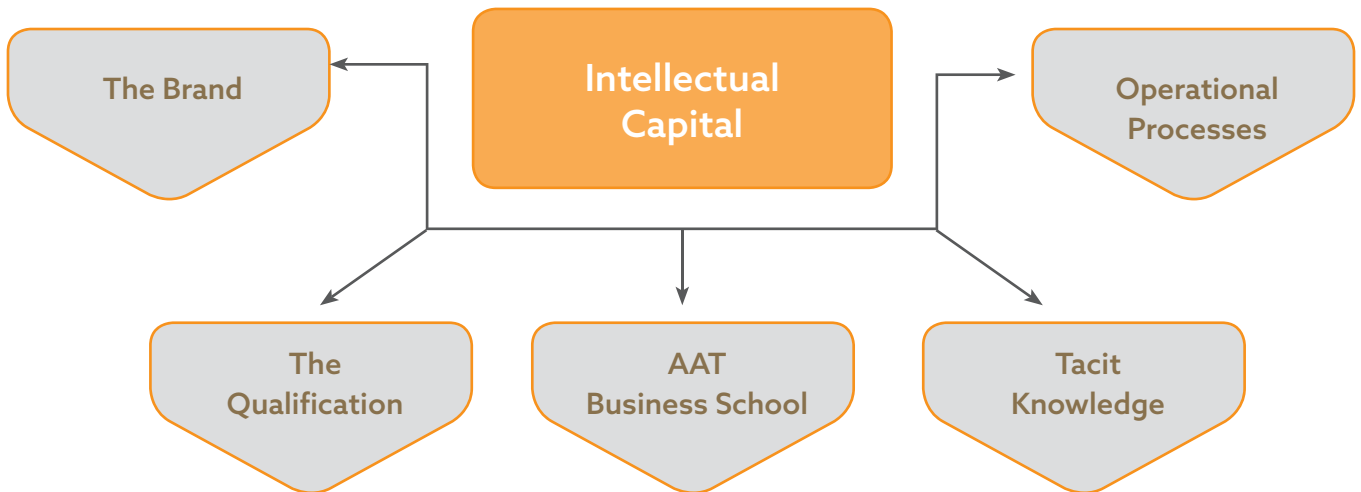 Intellectual
Capital
The Brand
Operational
Processes
The
Qualification
AAT
Business School
Tacit
Knowledge